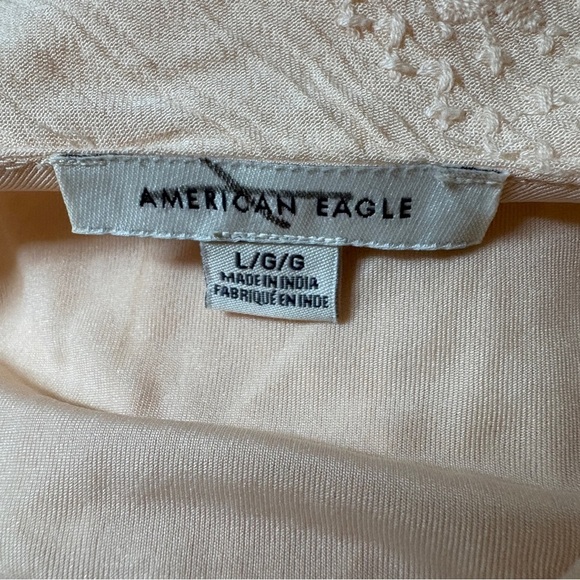 AMERICAN EAGLE
L/G/G
MADE IN INDIA
FABRIQUÉ EN INDE